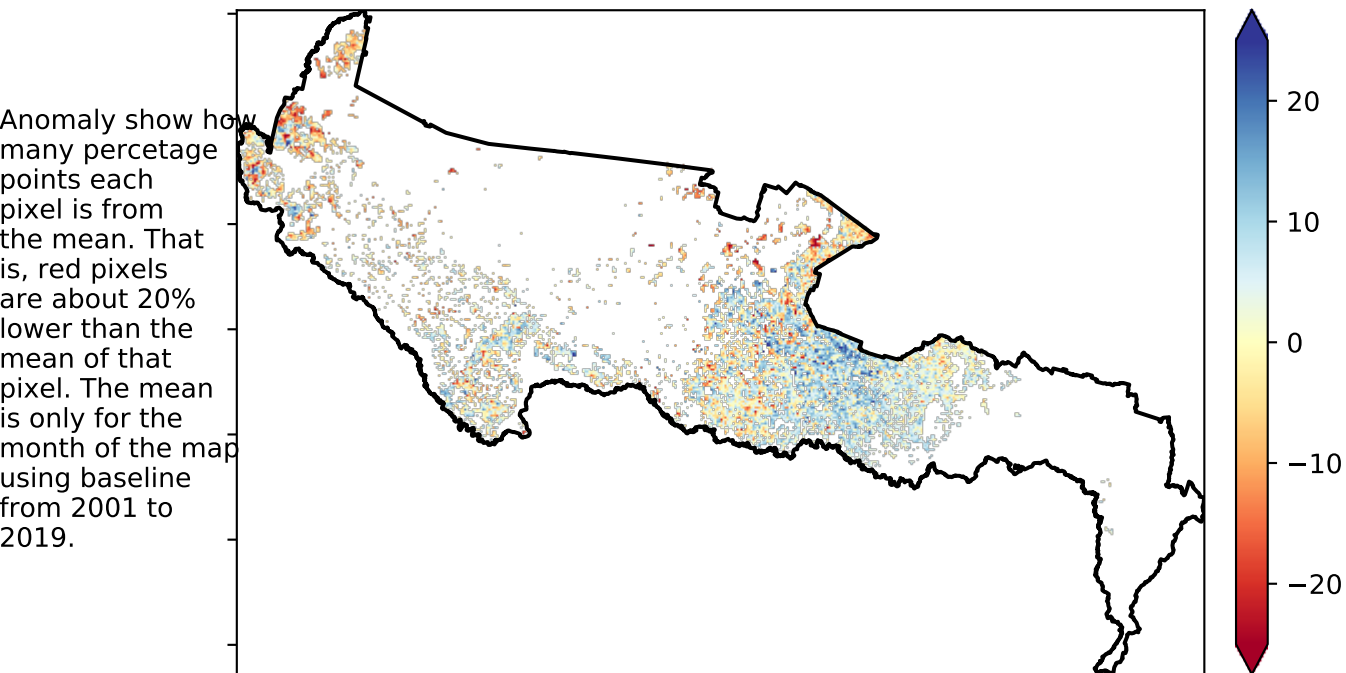 Anomaly show how
many percetage
points each
pixel is from
the mean. That
is, red pixels
are about 20%
lower than the
mean of that
pixel. The mean
is only for the
month of the map
using baseline
from 2001 to
2019.
20
10
0
−10
−20